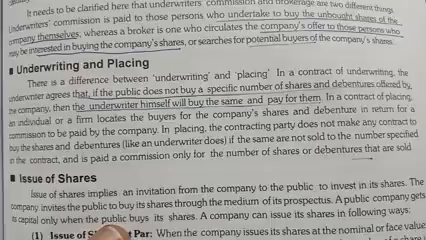 It needs to be clarified here that underwriters' commission and brokerage are two different things.
Underwriters' commission is paid to those persons who undertake to buy the unbought shares of the
company themselves, whereas a broker is one who circulates the company's offer to those persons who
may be interested in buying the company's shares, or searches for potential buyers of the company's shares.
Underwriting and Placing
There is a difference between 'underwriting' and 'placing' In a contract of underwriting, the
underwriter agrees that, if the public does not buy a specific number of shares and debentures offered by
the company, then the underwriter himself will buy the same and pay for them. In a contract of placing,
an individual or a firm locates the buyers for the company's shares and debenture in return for a
commission to be paid by the company. In placing, the contracting party does not make any contract to
buy the shares and debentures (like an underwriter does) if the same are not sold to the number specified
in the contract, and is paid a commission only for the number of shares or debentures that are sold
Issue of Shares
Issue of shares implies an invitation from the company to the public to invest in its shares. The
company invites the public to buy its shares through the medium of its prospectus. A public company gets
its capital only when the public buys its shares. A company can issue its shares in following ways:
(1) Issue of Par: When the company issues its shares at the nominal or face value